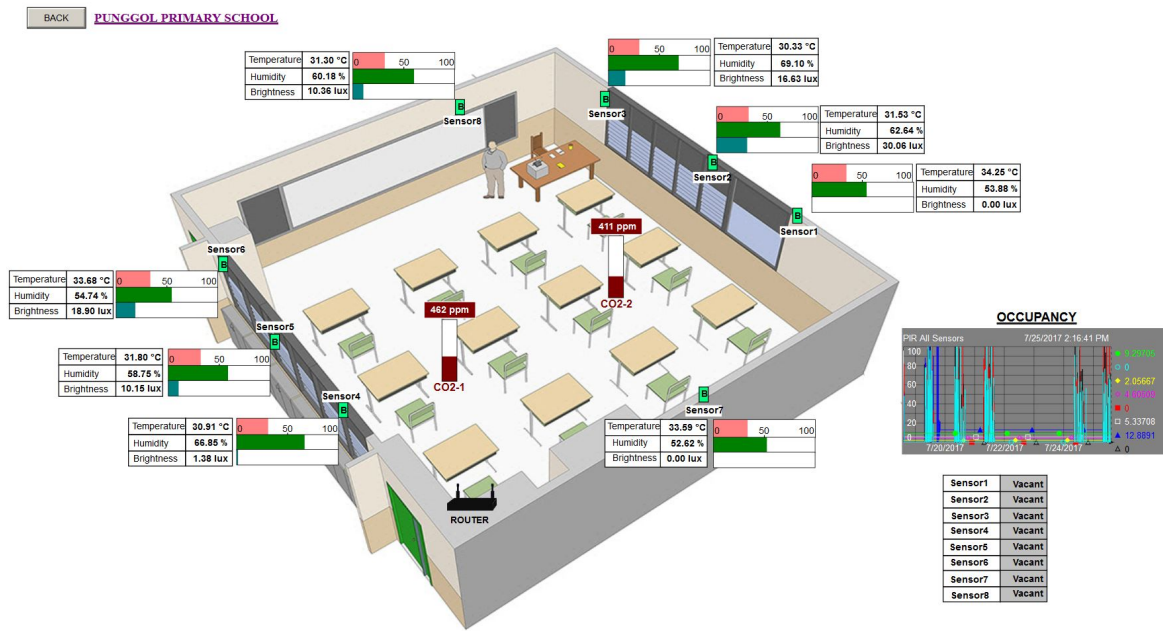 BACK
PUNGGOL PRIMARY SCHOOL
Temperature 31.30 °C
Humidity 60.18 %
Brightness 10.36 lux
0 50 100
Sensor8
0 50 100
Temperature 30.33 °C
Humidity 69.10 %
Brightness 16.63 lux
B
Sensor3
0 50 100
Temperature 31.53 °C
Humidity 62.64 %
Brightness 30.06 lux
B
Sensor2
0 50 100
Temperature 34.25 °C
Humidity 53.88 %
Brightness 0.00 lux
B
Sensor1
B
Sensor6
B
Temperature 33.68 °C
Humidity 54.74 %
Brightness 18.90 lux
0 50 100
411 ppm
CO2-2
462 ppm
CO2-1
Sensor5
B
Temperature 31.80 °C
Humidity 58.75 %
Brightness 10.15 lux
0 50 100
Sensor4
B
Temperature 30.91 °C
Humidity 66.85 %
Brightness 1.38 lux
0 50 100
B
Sensor7
Temperature 33.59 °C
Humidity 52.62 %
Brightness 0.00 lux
0 50 100
ROUTER
OCCUPANCY
PIR All Sensors 7/25/2017 2:16:41 PM
100
80
60
40
20
0
7/20/2017 7/22/2017 7/24/2017
0
2.05667
0
5.33708
12.8891
0
Sensor1 Vacant
Sensor2 Vacant
Sensor3 Vacant
Sensor4 Vacant
Sensor5 Vacant
Sensor6 Vacant
Sensor7 Vacant
Sensor8 Vacant